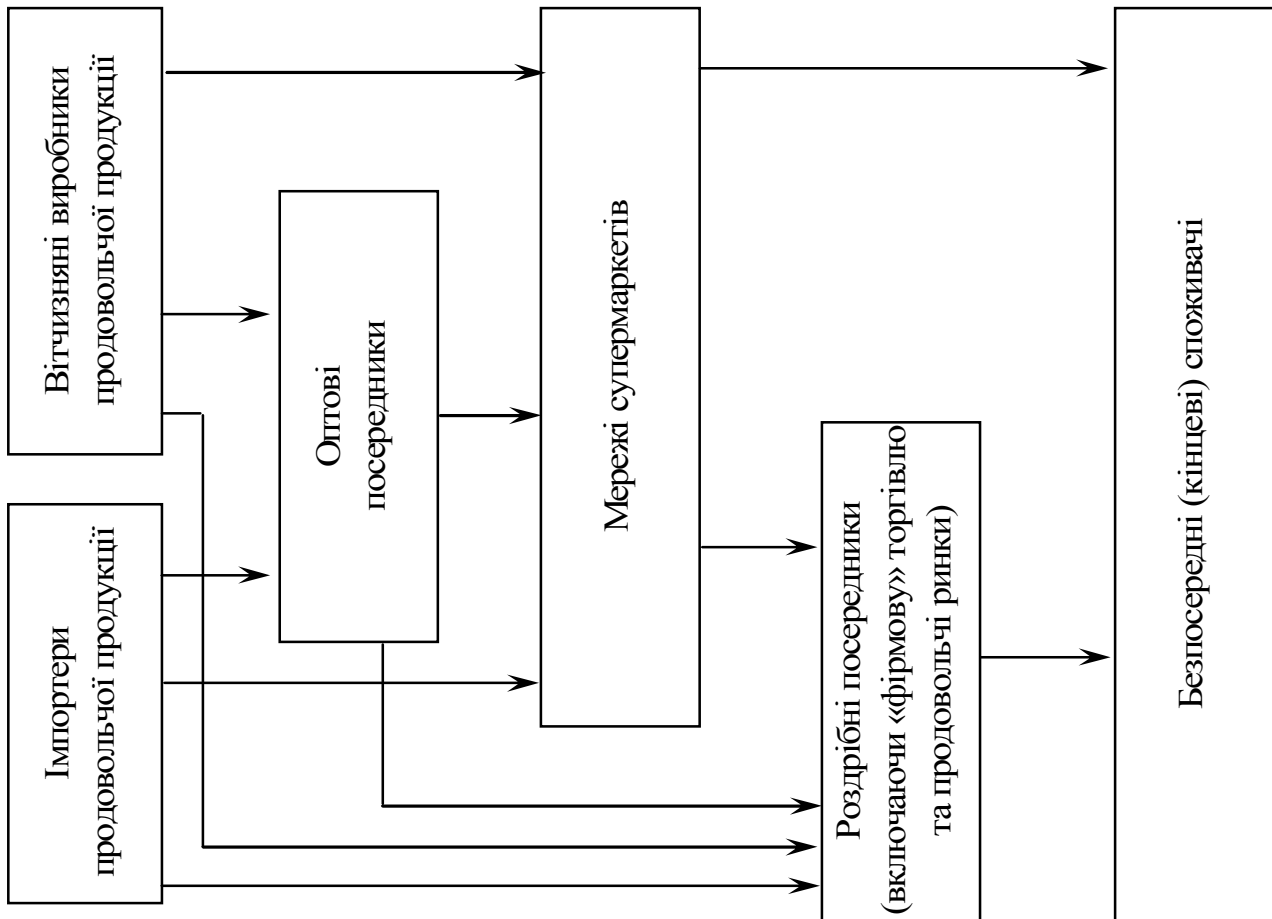 Вітчизняні виробники
продовольчої продукції
Імпортери
продовольчої продукції
Оптові
посередники
Мережі супермаркетів
Роздрібні посередники
(включаючи «фірмову» торгівлю
та продовольчі ринки)
Безпосередні (кінцеві) споживачі